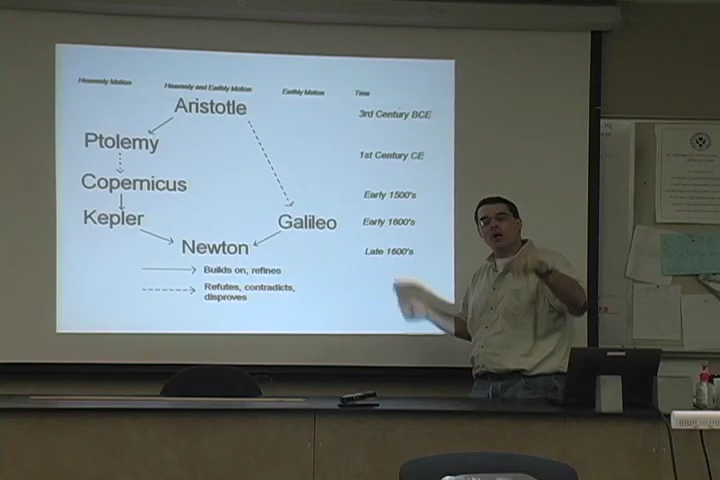 Heavenly Motion Heavenly and Earthly Motion Earthly Motion Time
Aristotle 3rd Century BCE
Ptolemy 1st Century CE
Copernicus Early 1500's
Kepler Galileo Early 1600's
Newton Late 1600's
Builds on, refines
Refutes, contradicts,
disproves